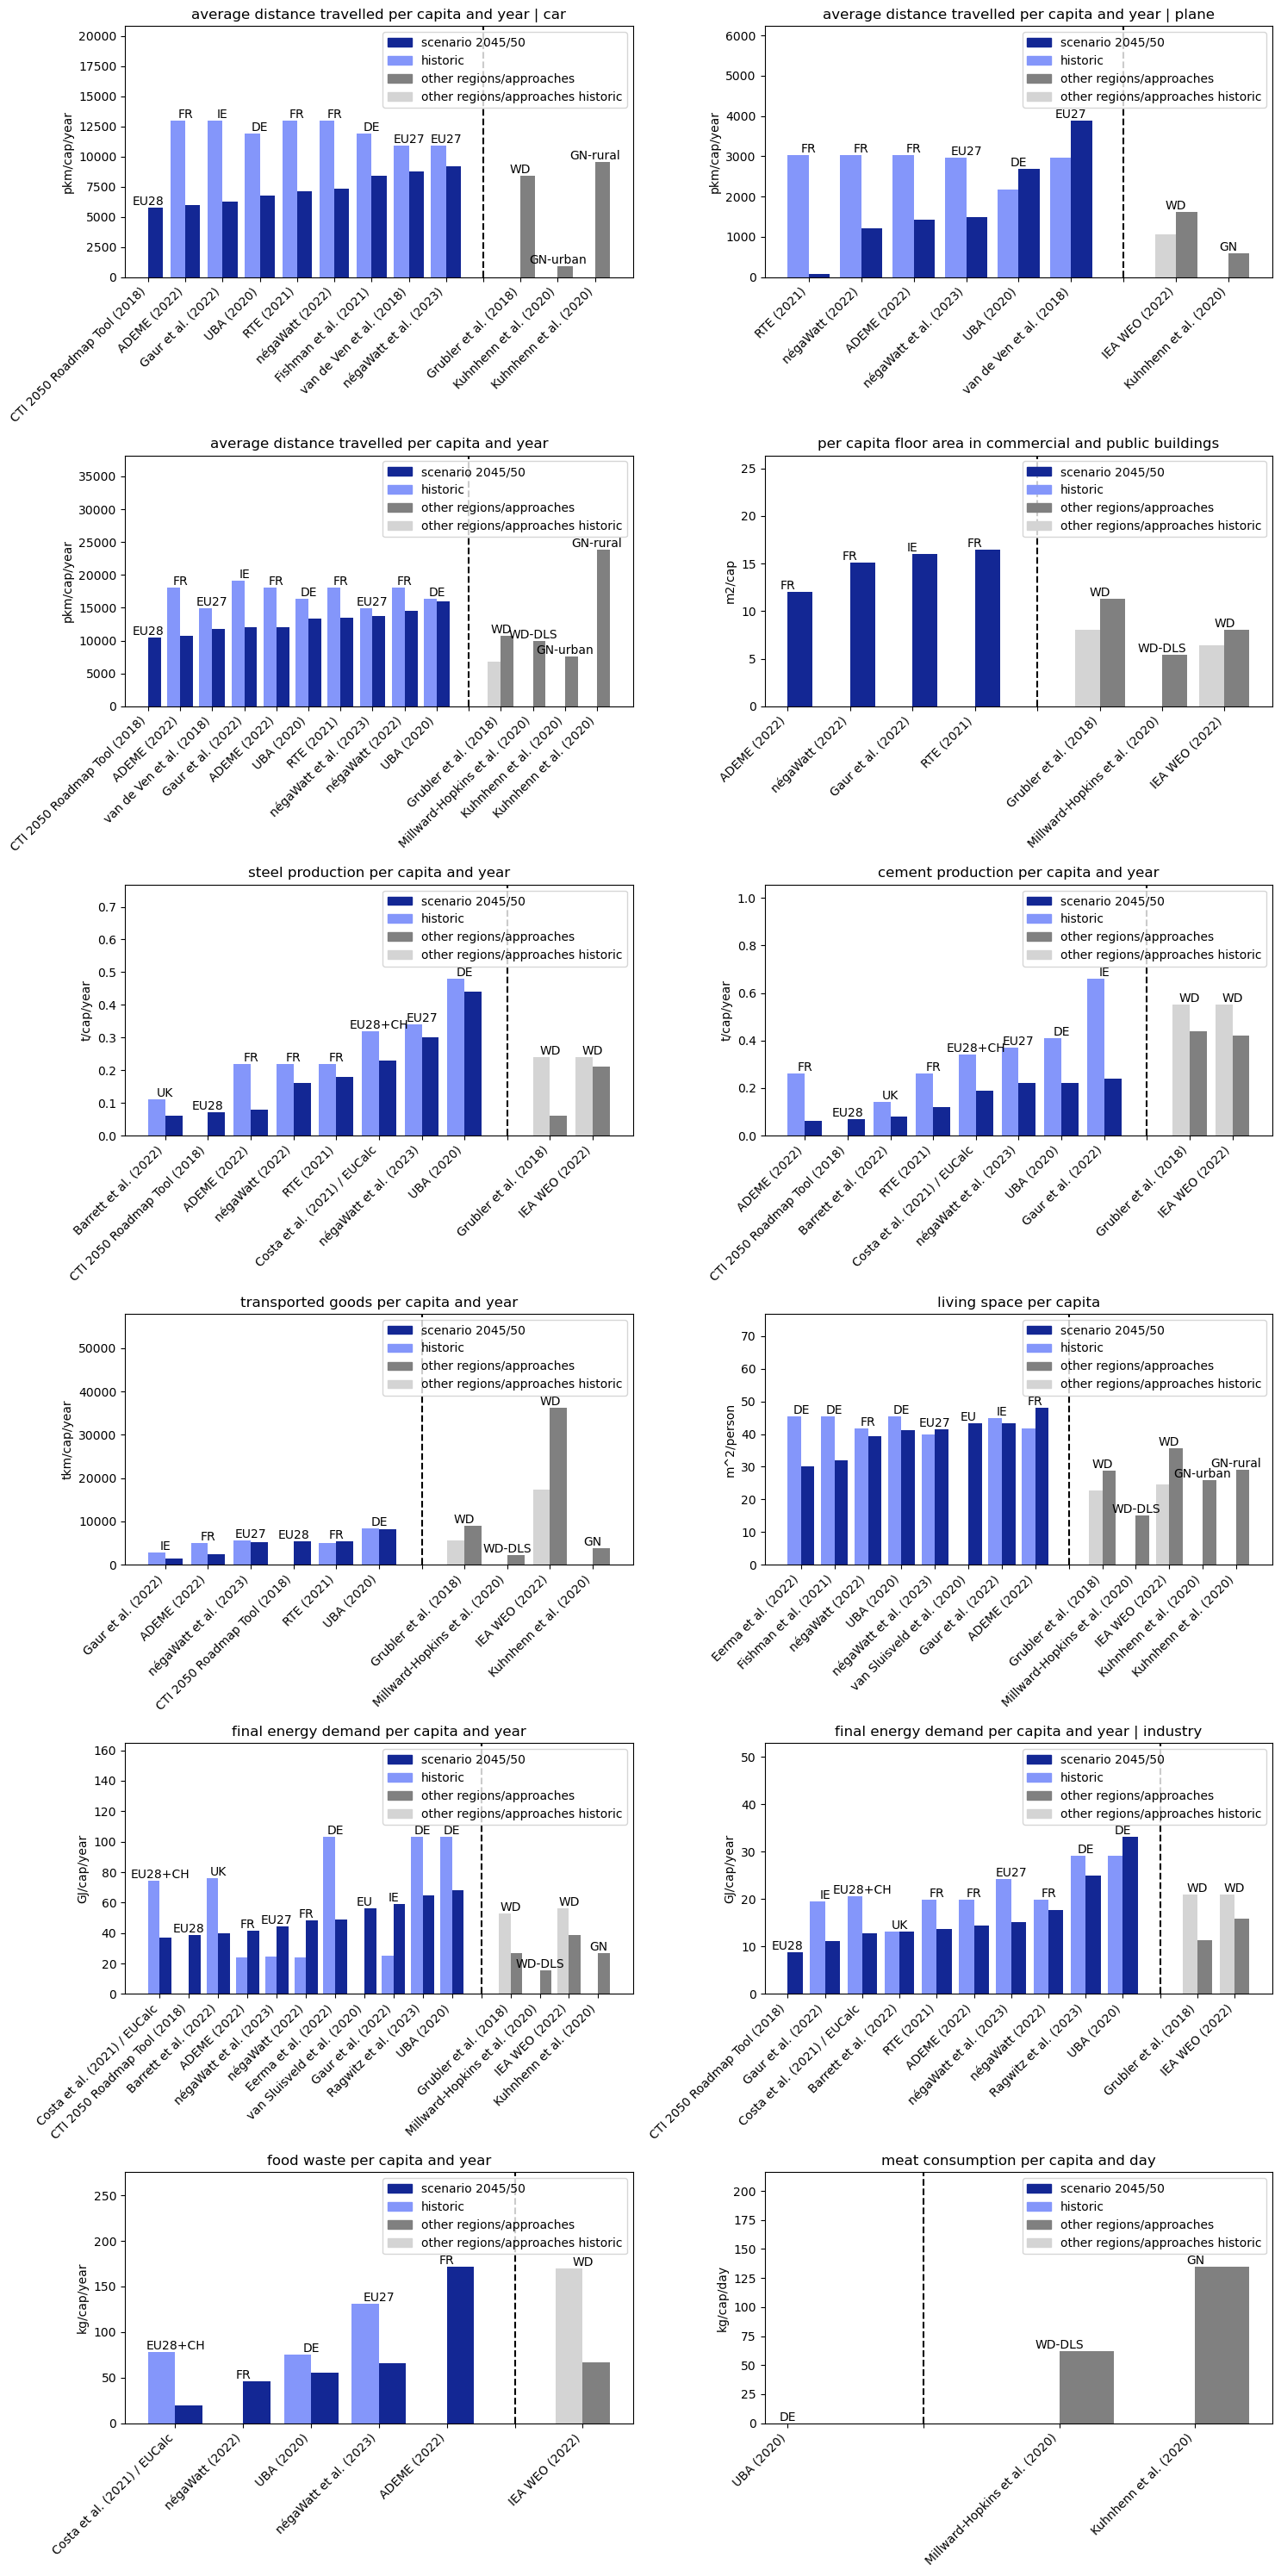 average distance travelled per capita and year | car
20000
17500
15000
12500
10000
7500
5000
2500
0
pkm/cap/year
scenario 2045/50
historic
other regions/approaches
other regions/approaches historic
EU28
FR
IE
DE
FR
FR
DE
EU27
EU27
WD
GN-urban
GN-rural
CTI 2050 Roadmap Tool (2018)
ADEME (2022)
Gaur et al. (2022)
UBA (2020)
RTE (2021)
négaWatt (2022)
Fishman et al. (2021)
van de Ven et al. (2018)
négaWatt et al. (2023)
Grubler et al. (2018)
Kuhnhenn et al. (2020)
Kuhnhenn et al. (2020)
average distance travelled per capita and year | plane
6000
5000
4000
3000
2000
1000
0
pkm/cap/year
scenario 2045/50
historic
other regions/approaches
other regions/approaches historic
FR
FR
FR
EU27
DE
EU27
WD
GN
RTE (2021)
négaWatt (2022)
ADEME (2022)
négaWatt et al. (2023)
UBA (2020)
van de Ven et al. (2018)
IEA WEO (2022)
Kuhnhenn et al. (2020)
average distance travelled per capita and year
35000
30000
25000
20000
15000
10000
5000
0
pkm/cap/year
scenario 2045/50
historic
other regions/approaches
other regions/approaches historic
EU28
FR
EU27
IE
FR
DE
FR
EU27
FR
DE
WD
WD-DLS
GN-urban
GN-rural
CTI 2050 Roadmap Tool (2018)
ADEME (2022)
van de Ven et al. (2018)
Gaur et al. (2022)
ADEME (2022)
UBA (2020)
RTE (2021)
négaWatt et al. (2023)
négaWatt (2022)
UBA (2020)
Grubler et al. (2018)
Millward-Hopkins et al. (2020)
Kuhnhenn et al. (2020)
Kuhnhenn et al. (2020)
per capita floor area in commercial and public buildings
25
20
15
10
5
0
m2/cap
scenario 2045/50
historic
other regions/approaches
other regions/approaches historic
FR
FR
IE
FR
WD
WD-DLS
WD
ADEME (2022)
négaWatt (2022)
Gaur et al. (2022)
RTE (2021)
Grubler et al. (2018)
Millward-Hopkins et al. (2020)
IEA WEO (2022)
steel production per capita and year
0.7
0.6
0.5
0.4
0.3
0.2
0.1
0.0
t/cap/year
scenario 2045/50
historic
other regions/approaches
other regions/approaches historic
UK
EU28
FR
FR
FR
EU28+CH
EU27
DE
WD
WD
Barrett et al. (2022)
CTI 2050 Roadmap Tool (2018)
ADEME (2022)
négaWatt (2022)
RTE (2021)
Costa et al. (2021) / EUCalc
négaWatt et al. (2023)
UBA (2020)
Grubler et al. (2018)
IEA WEO (2022)
cement production per capita and year
1.0
0.8
0.6
0.4
0.2
0.0
t/cap/year
scenario 2045/50
historic
other regions/approaches
other regions/approaches historic
FR
EU28
UK
FR
EU28+CH
EU27
DE
IE
WD
WD
ADEME (2022)
CTI 2050 Roadmap Tool (2018)
Barrett et al. (2022)
RTE (2021)
Costa et al. (2021) / EUCalc
négaWatt et al. (2023)
UBA (2020)
Gaur et al. (2022)
Grubler et al. (2018)
IEA WEO (2022)
transported goods per capita and year
50000
40000
30000
20000
10000
0
tkm/cap/year
scenario 2045/50
historic
other regions/approaches
other regions/approaches historic
IE
FR
EU27
EU28
FR
DE
WD
WD-DLS
WD
GN
Gaur et al. (2022)
ADEME (2022)
négaWatt et al. (2023)
CTI 2050 Roadmap Tool (2018)
RTE (2021)
UBA (2020)
Grubler et al. (2018)
Millward-Hopkins et al. (2020)
IEA WEO (2022)
Kuhnhenn et al. (2020)
living space per capita
70
60
50
40
30
20
10
0
m^2/person
scenario 2045/50
historic
other regions/approaches
other regions/approaches historic
DE
DE
FR
DE
EU27
EU
IE
FR
WD
WD-DLS
WD
GN-urban
GN-rural
Eerma et al. (2022)
Fishman et al. (2021)
négaWatt (2022)
UBA (2020)
négaWatt et al. (2023)
van Sluisveld et al. (2020)
Gaur et al. (2022)
ADEME (2022)
Grubler et al. (2018)
Millward-Hopkins et al. (2020)
IEA WEO (2022)
Kuhnhenn et al. (2020)
Kuhnhenn et al. (2020)
final energy demand per capita and year
160
140
120
100
80
60
40
20
0
GJ/cap/year
scenario 2045/50
historic
other regions/approaches
other regions/approaches historic
EU28+CH
EU28
UK
FR
EU27
FR
DE
EU
IE
DE
DE
WD
WD-DLS
WD
GN
Costa et al. (2021) / EUCalc
CTI 2050 Roadmap Tool (2018)
Barrett et al. (2022)
ADEME (2022)
négaWatt et al. (2023)
négaWatt (2022)
Eerma et al. (2022)
van Sluisveld et al. (2020)
Gaur et al. (2022)
Ragwitz et al. (2023)
UBA (2020)
Grubler et al. (2018)
Millward-Hopkins et al. (2020)
IEA WEO (2022)
Kuhnhenn et al. (2020)
final energy demand per capita and year | industry
50
40
30
20
10
0
GJ/cap/year
scenario 2045/50
historic
other regions/approaches
other regions/approaches historic
EU28
IE
EU28+CH
UK
FR
FR
EU27
FR
DE
DE
WD
WD
CTI 2050 Roadmap Tool (2018)
Gaur et al. (2022)
Costa et al. (2021) / EUCalc
Barrett et al. (2022)
RTE (2021)
ADEME (2022)
négaWatt et al. (2023)
négaWatt (2022)
Ragwitz et al. (2023)
UBA (2020)
Grubler et al. (2018)
IEA WEO (2022)
food waste per capita and year
250
200
150
100
50
0
kg/cap/year
scenario 2045/50
historic
other regions/approaches
other regions/approaches historic
EU28+CH
FR
DE
EU27
FR
WD
Costa et al. (2021) / EUCalc
négaWatt (2022)
UBA (2020)
négaWatt et al. (2023)
ADEME (2022)
IEA WEO (2022)
meat consumption per capita and day
200
175
150
125
100
75
50
25
0
kg/cap/day
scenario 2045/50
historic
other regions/approaches
other regions/approaches historic
DE
WD-DLS
GN
UBA (2020)
Millward-Hopkins et al. (2020)
Kuhnhenn et al. (2020)